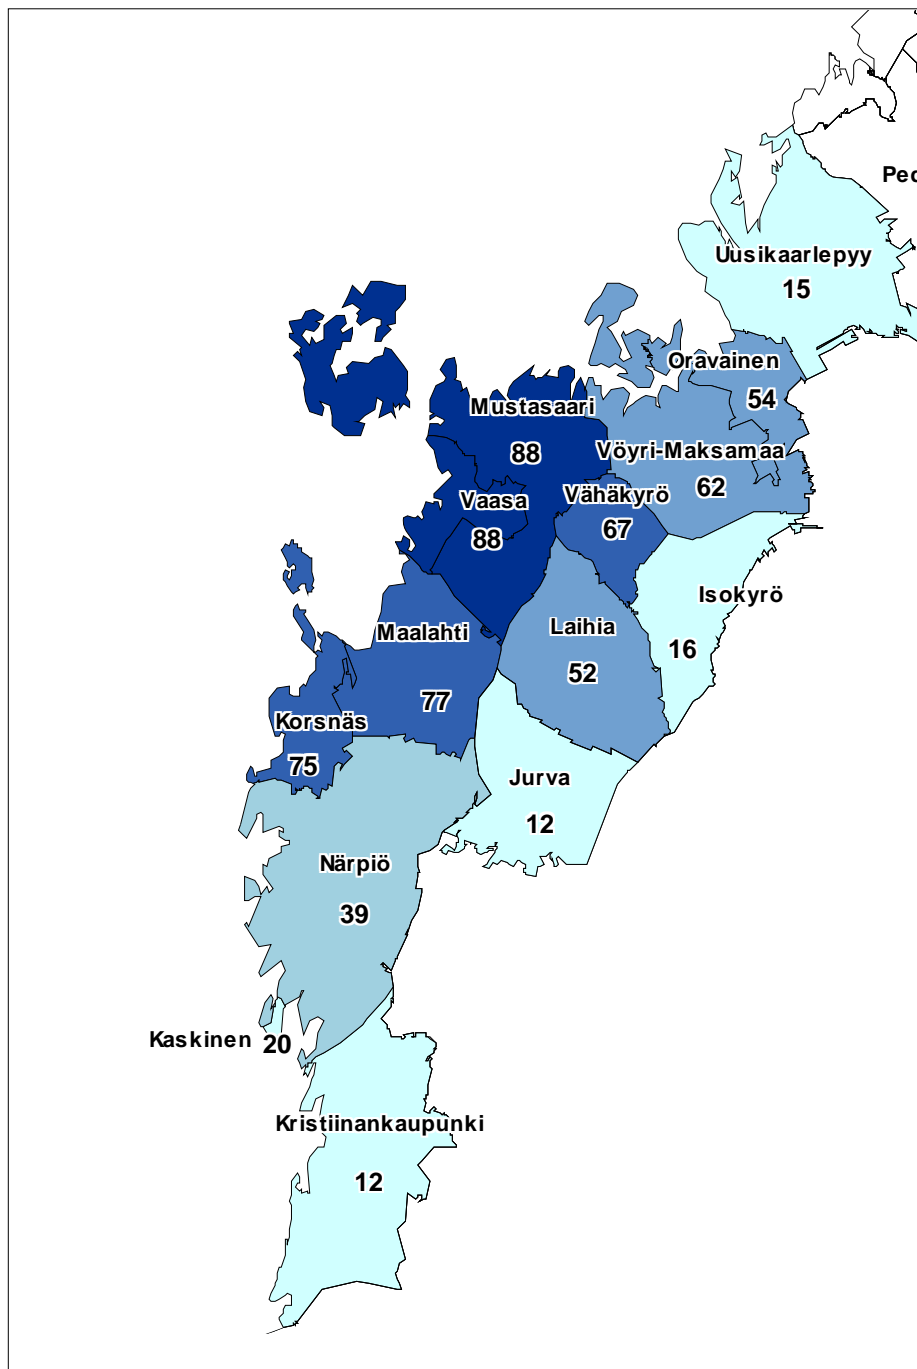 Pec
Uusikaarlepyy
15
Oravainen
54
Mustasaari
88
Vöyri-Maksamaa
62
Vaasa
88
Vähäkyrö
67
Isokyrö
16
Maalahti
77
Laihia
52
Korsnäs
75
Jurva
12
Närpiö
39
Kaskinen 20
Kristiinankaupunki
12